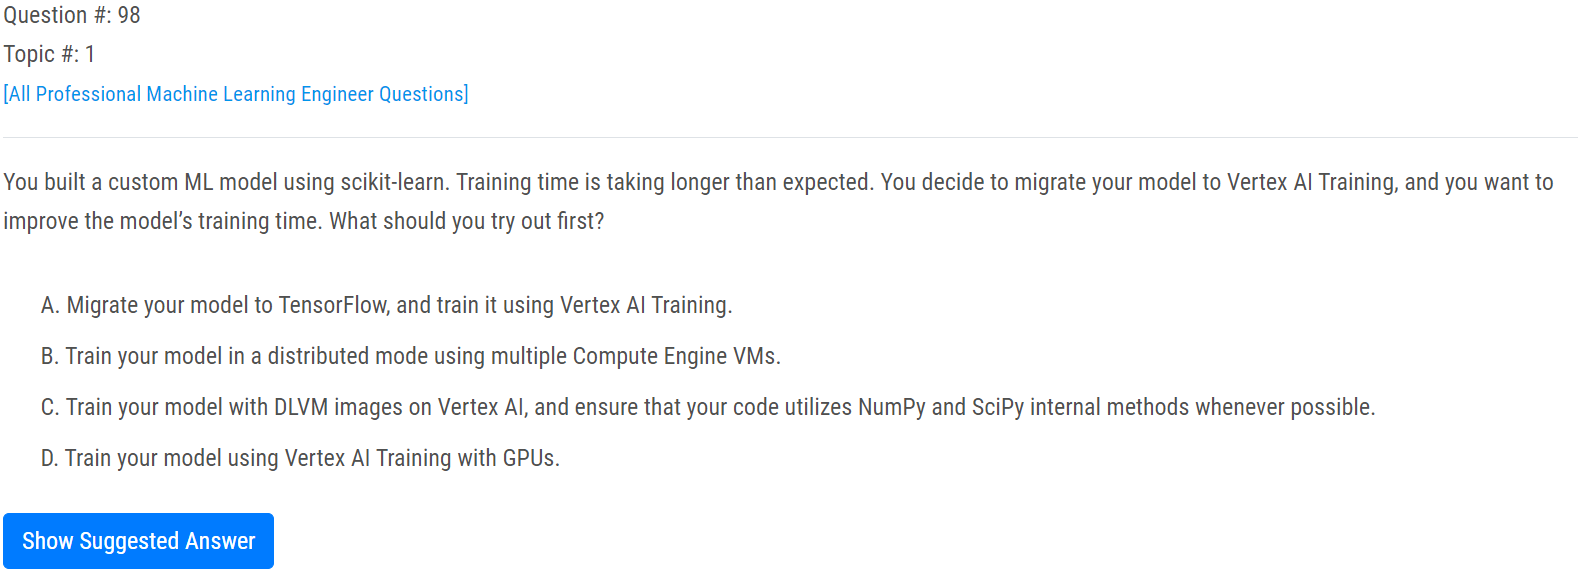 Question #: 98
Topic #: 1
[All Professional Machine Learning Engineer Questions]
You built a custom ML model using scikit-learn. Training time is taking longer than expected. You decide to migrate your model to Vertex AI Training, and you want to
improve the model’s training time. What should you try out first?
A. Migrate your model to TensorFlow, and train it using Vertex AI Training.
B. Train your model in a distributed mode using multiple Compute Engine VMs.
C. Train your model with DLVM images on Vertex AI, and ensure that your code utilizes NumPy and SciPy internal methods whenever possible.
D. Train your model using Vertex AI Training with GPUs.
Show Suggested Answer